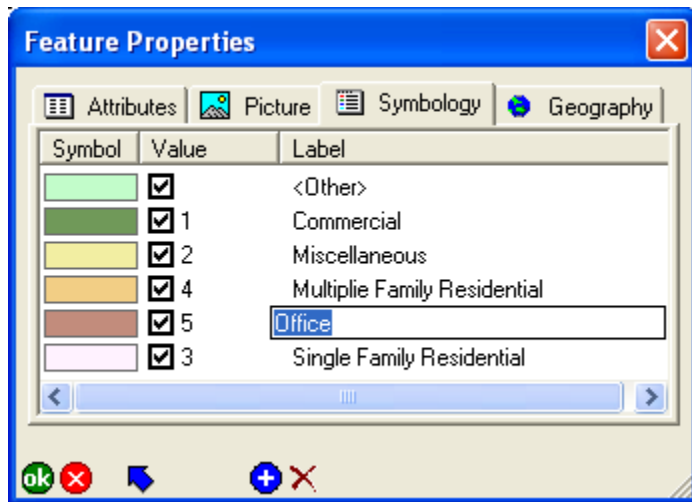 Feature Properties
Attributes Picture Symbology Geography
Symbol Value Label
<Other>
1 Commercial
2 Miscellaneous
4 Multiplie Family Residential
5 Office
3 Single Family Residential
ok